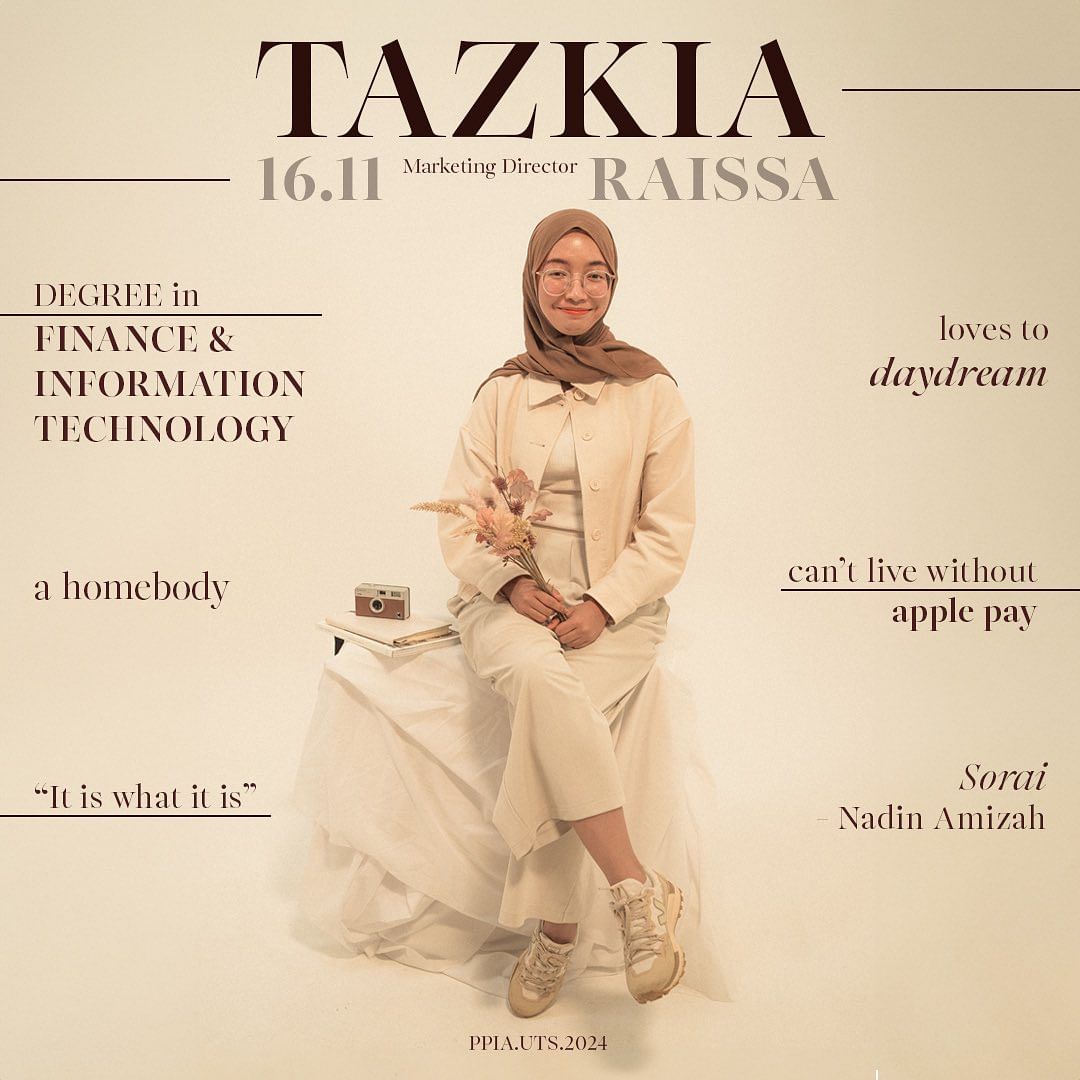 TAZKIA
16.11 Marketing Director RAISSA
DEGREE in
FINANCE &
INFORMATION
TECHNOLOGY
loves to
daydream
a homebody
can’t live without
apple pay
“It is what it is”
Sorai
- Nadin Amizah
PPIA.UTS.2024